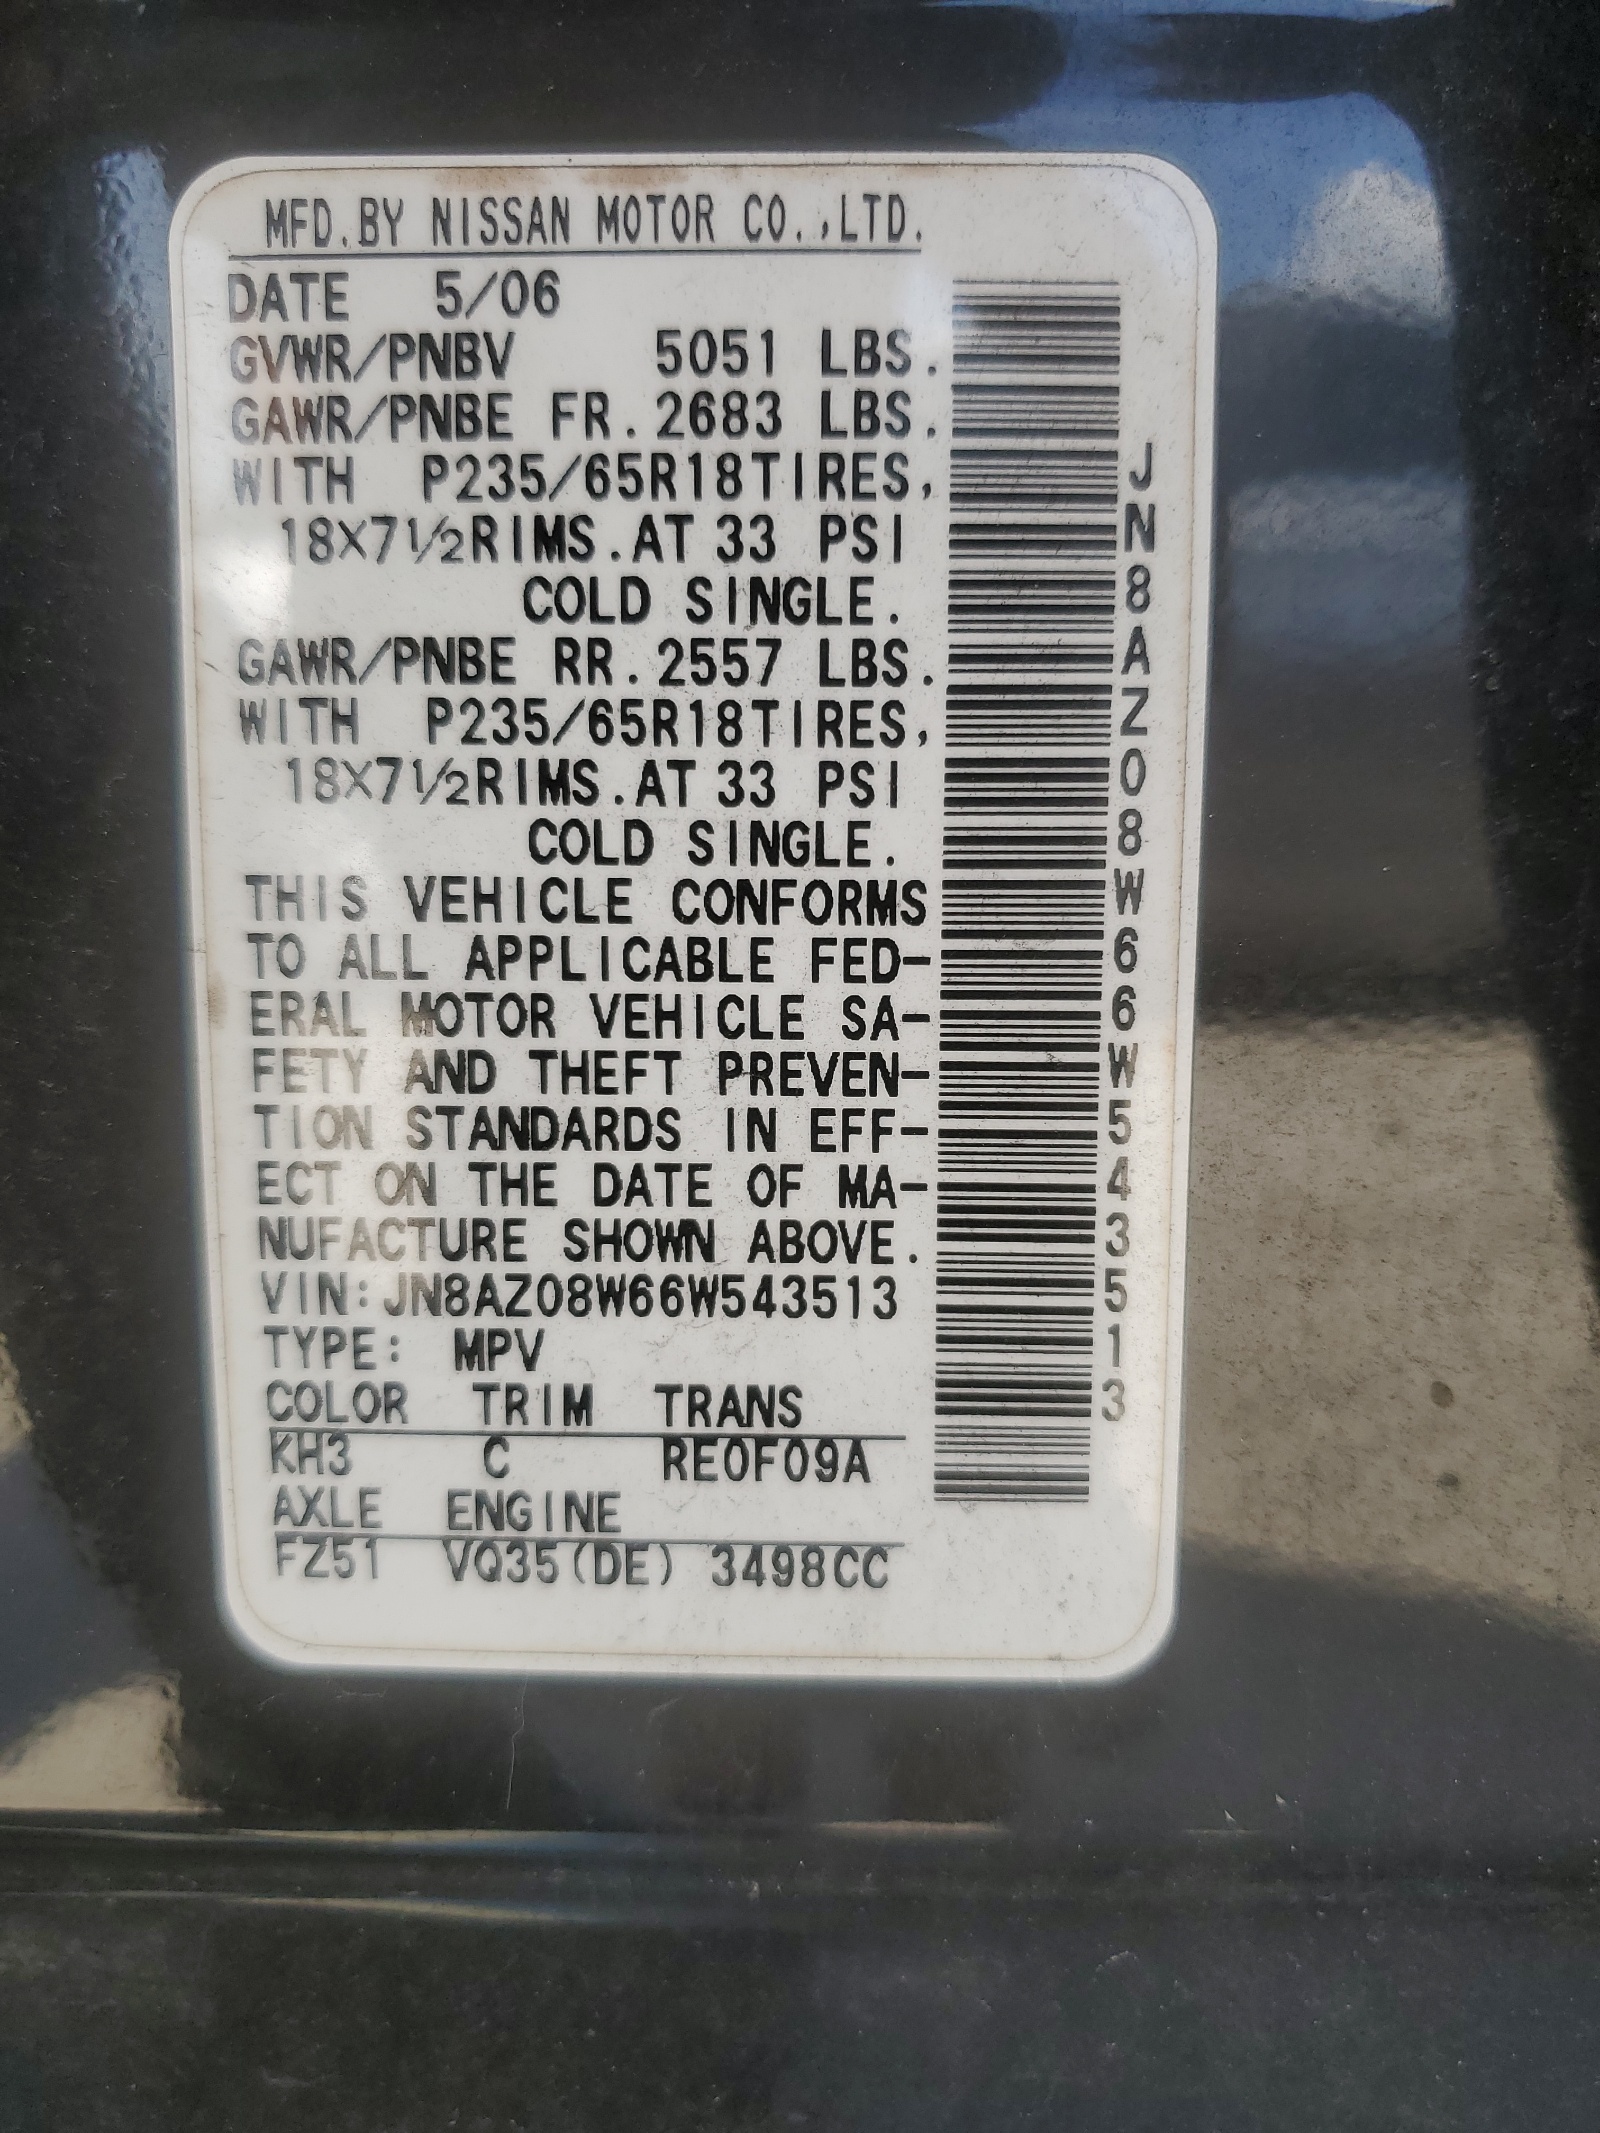 MFD.BY NISSAN MOTOR CO.,LTD.
DATE 5/06
GVWR/PNBV 5051 LBS.
GAWR/PNBE FR. 2683 LBS.
WITH P235/65R18TIRES,
18X7½RIMS.AT 33 PSI
COLD SINGLE.
GAWR/PNBE RR. 2557 LBS.
WITH P235/65R18TIRES,
18X7½RIMS.AT 33 PSI
COLD SINGLE.
THIS VEHICLE CONFORMS
TO ALL APPLICABLE FED-
ERAL MOTOR VEHICLE SA-
FETY AND THEFT PREVEN-
TION STANDARDS IN EFF-
ECT ON THE DATE OF MA-
NUFACTURE SHOWN ABOVE.
VIN:JN8AZ08W66W543513
TYPE: MPV
COLOR TRIM TRANS
KH3 C RE0F09A
AXLE ENGINE
FZ51 VQ35(DE) 3498CC
JN8AZ08W66W543513